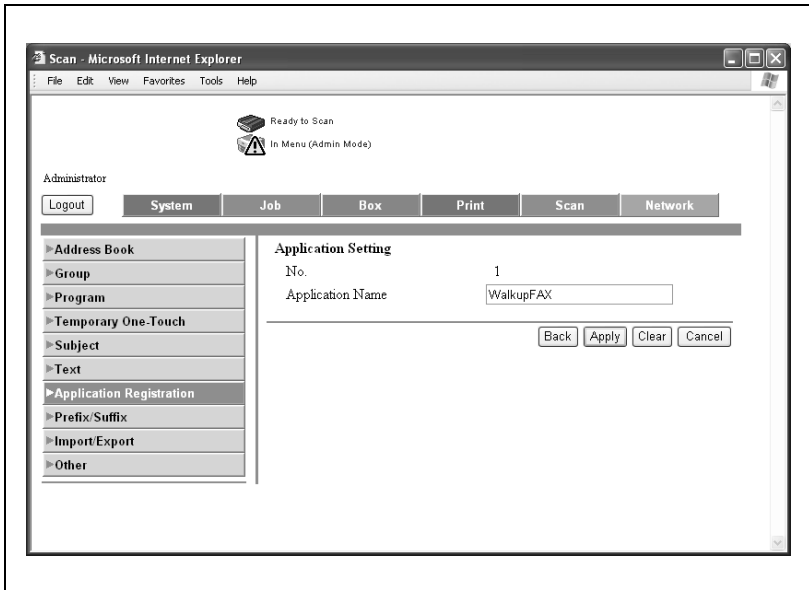 Scan - Microsoft Internet Explorer
File Edit View Favorites Tools Help
Ready to Scan
In Menu (Admin Mode)
Administrator
Logout System Job Box Print Scan Network
Address Book
Group
Program
Temporary One-Touch
Subject
Text
Application Registration
Prefix/Suffix
Import/Export
Other
Application Setting
No. 1
Application Name WalkupFAX
Back Apply Clear Cancel